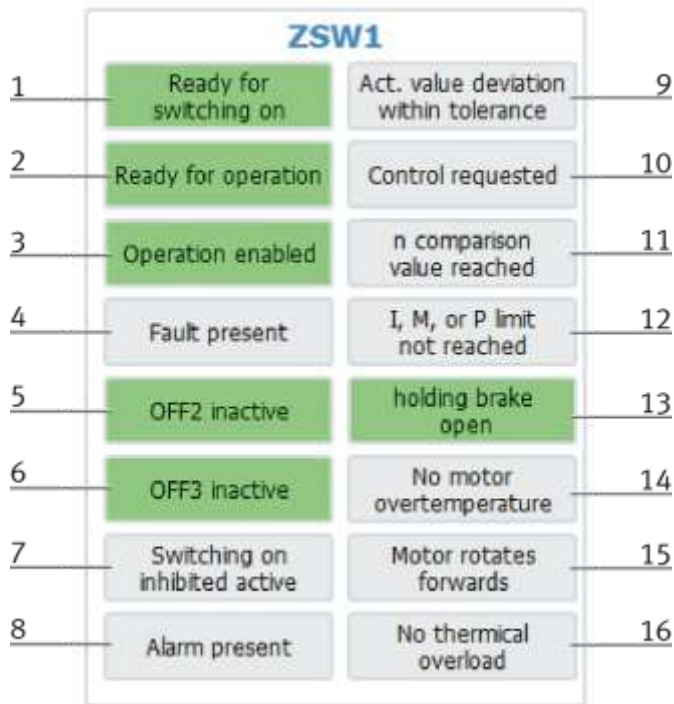 ZSW1
1
Ready for
switching on
2
Ready for operation
3
Operation enabled
4
Fault present
5
OFF2 inactive
6
OFF3 inactive
7
Switching on
inhibited active
8
Alarm present
Act. value deviation
within tolerance
9
Control requested
10
n comparison
value reached
11
I, M, or P limit
not reached
12
holding brake
open
13
No motor
overtemperature
14
Motor rotates
forwards
15
No thermical
overload
16